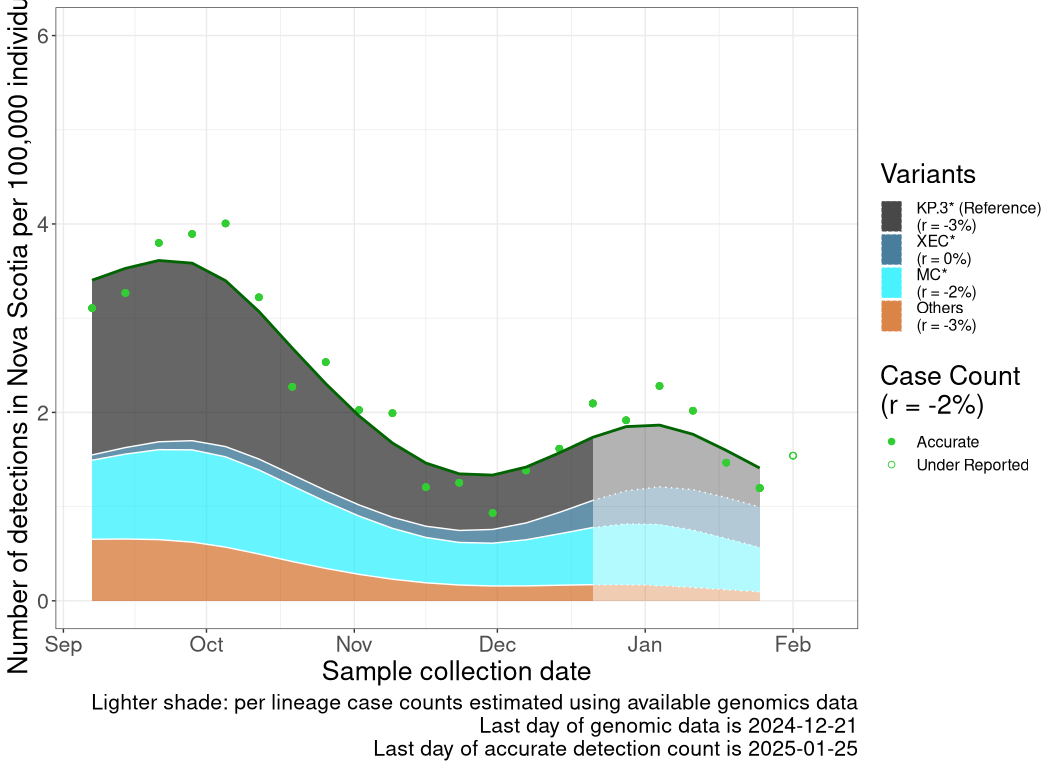 Number of detections in Nova Scotia per 100,000
6
4
2
0
Sep Oct Nov Dec Jan Feb
Sample collection date
Lighter shade: per lineage case counts estimated using available genomics data
Last day of genomic data is 2024-12-21
Last day of accurate detection count is 2025-01-25
Variants
KP.3* (Reference)
(r = -3%)
XEC*
(r = 0%)
MC*
(r = -2%)
Others
(r = -3%)
Case Count
(r = -2%)
Accurate
Under Reported